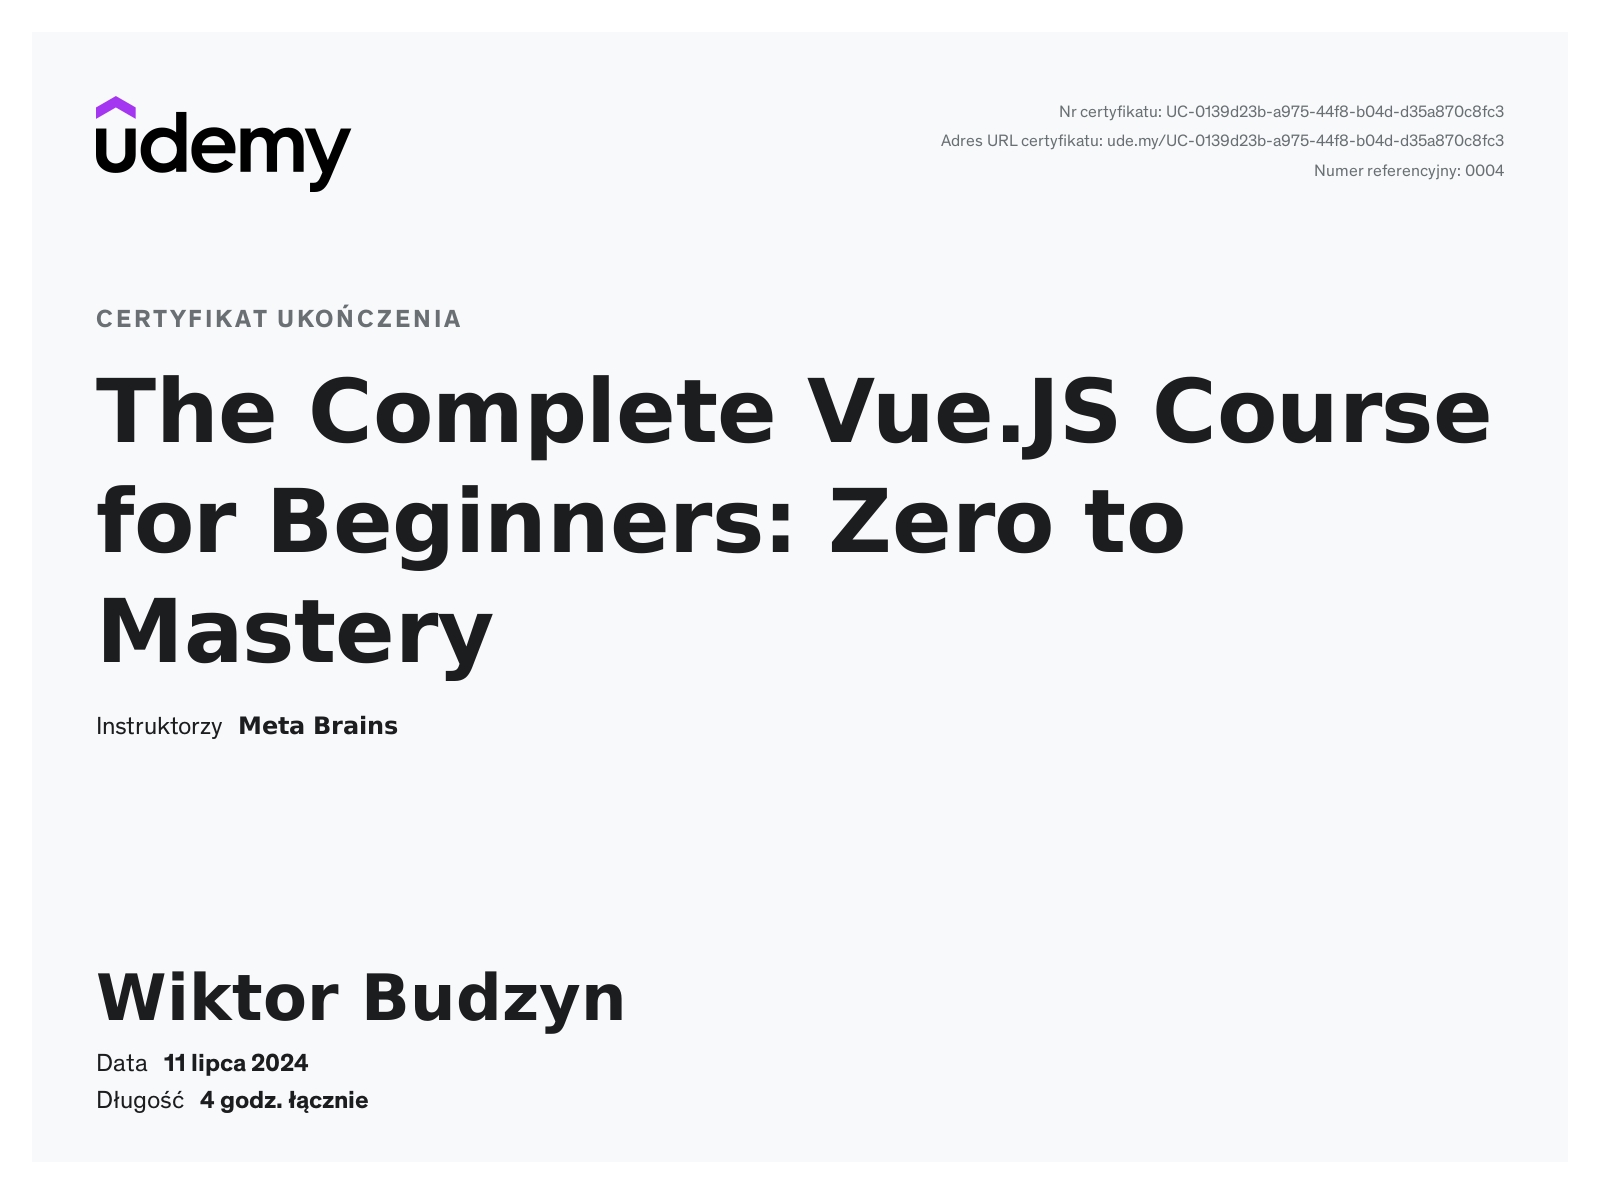 udemy
Nr certyfikatu: UC-0139d23b-a975-44f8-b04d-d35a870c8fc3
Adres URL certyfikatu: ude.my/UC-0139d23b-a975-44f8-b04d-d35a870c8fc3
Numer referencyjny: 0004
CERTYFIKAT UKOŃCZENIA
The Complete Vue.JS Course
for Beginners: Zero to
Mastery
Instruktorzy Meta Brains
Wiktor Budzyn
Data 11 lipca 2024
Długość 4 godz. łącznie